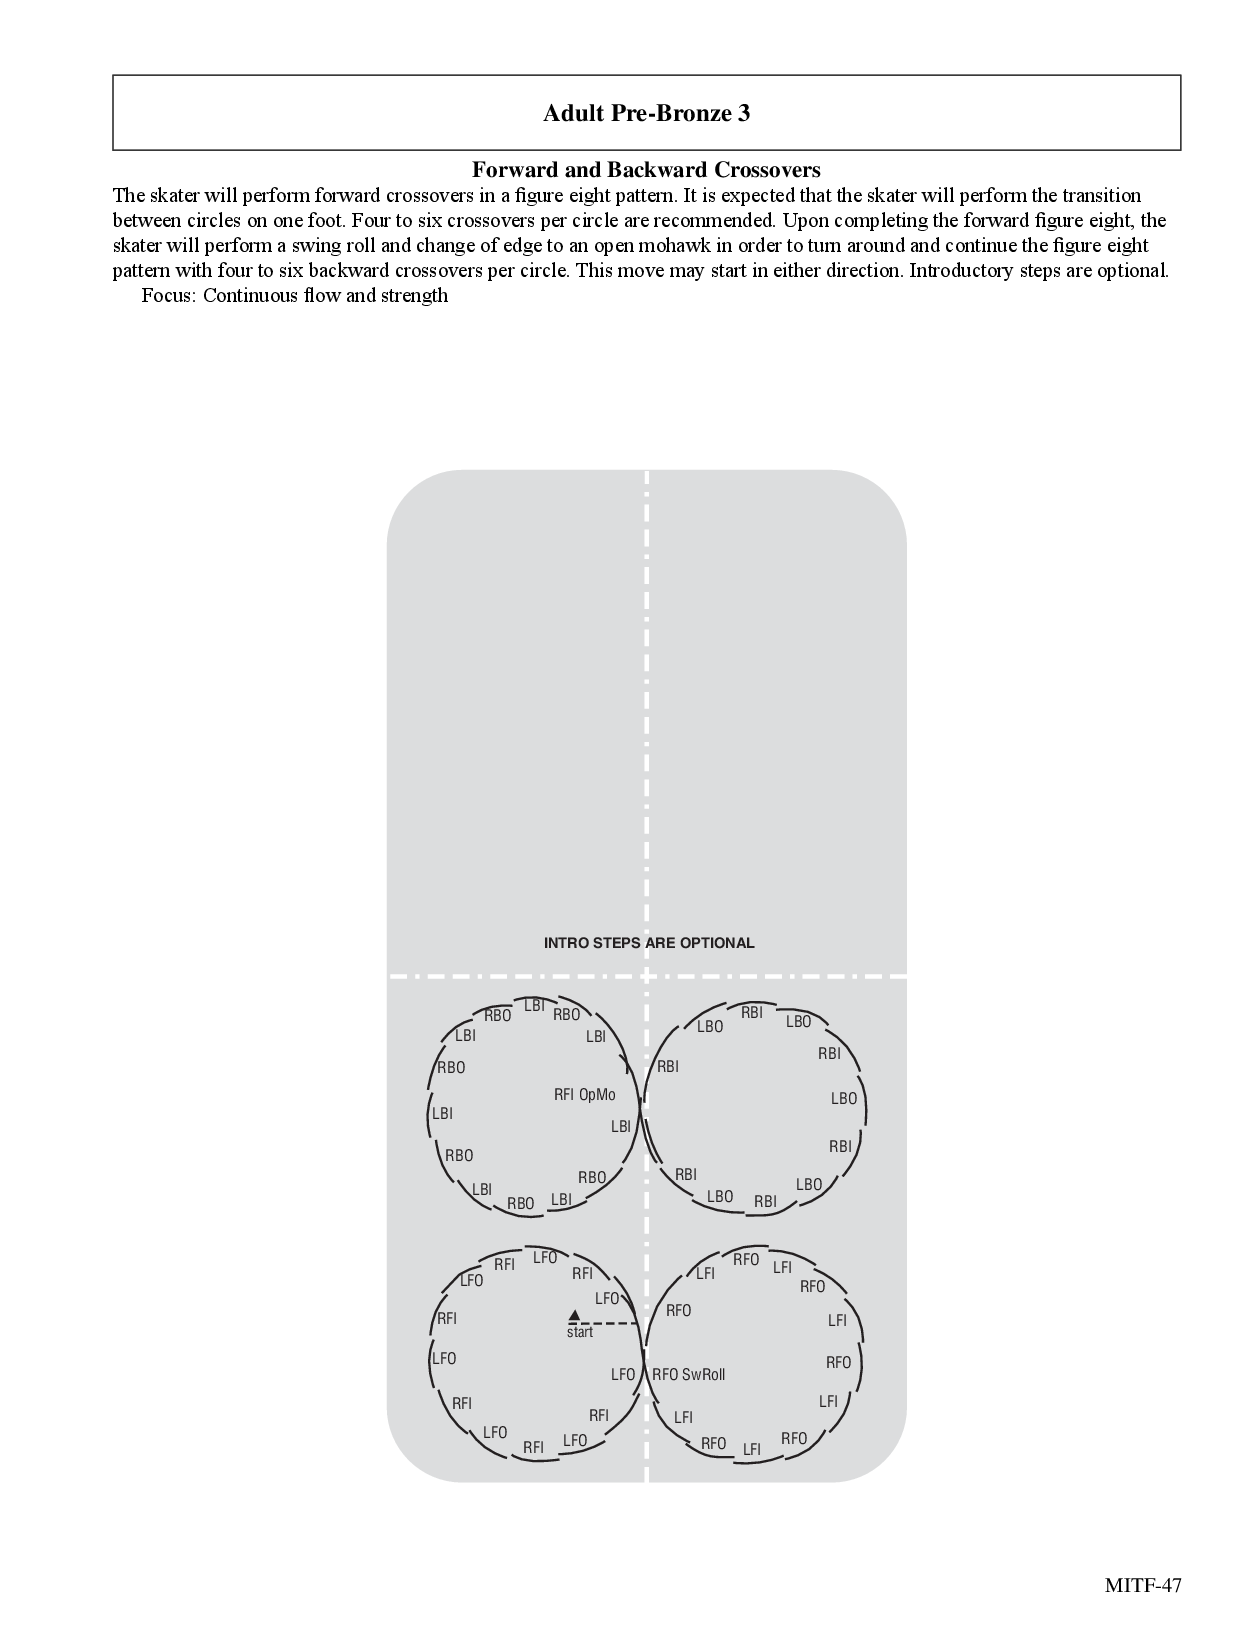 Adult Pre-Bronze 3
Forward and Backward Crossovers
The skater will perform forward crossovers in a figure eight pattern. It is expected that the skater will perform the transition
between circles on one foot. Four to six crossovers per circle are recommended. Upon completing the forward figure eight, the
skater will perform a swing roll and change of edge to an open mohawk in order to turn around and continue the figure eight
pattern with four to six backward crossovers per circle. This move may start in either direction. Introductory steps are optional.
Focus: Continuous flow and strength
INTRO STEPS ARE OPTIONAL
LBI
RBO
RBO
LBI
LBI
RBO
RFI OpMo
LBI
LBI
RBO
RBO
LBI
LBI
RBO
RBI
LBO
LBO
RBI
RBI
LBO
RBI
RBI
LBO
LBO
RBI
LFO
RFI
RFI
LFO
LFO
RFI
start
LFO
LFO
RFI
RFI
LFO
LFO
RFI
RFO
LFI
LFI
RFO
RFO
LFI
RFO
RFO SwRoll
LFI
LFI
RFO
RFO
LFI
MITF-47